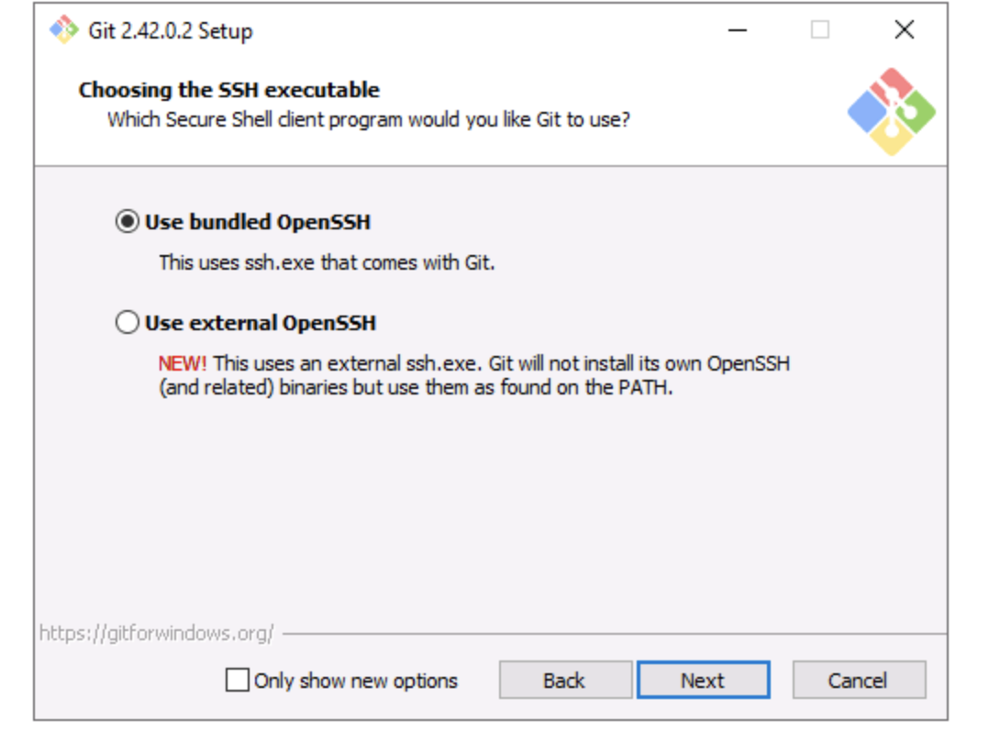 Git 2.42.0.2 Setup
Choosing the SSH executable
Which Secure Shell client program would you like Git to use?
Use bundled OpenSSH
This uses ssh.exe that comes with Git.
Use external OpenSSH
NEW! This uses an external ssh.exe. Git will not install its own OpenSSH
(and related) binaries but use them as found on the PATH.
https://gitforwindows.org/
Only show new options
Back
Next
Cancel